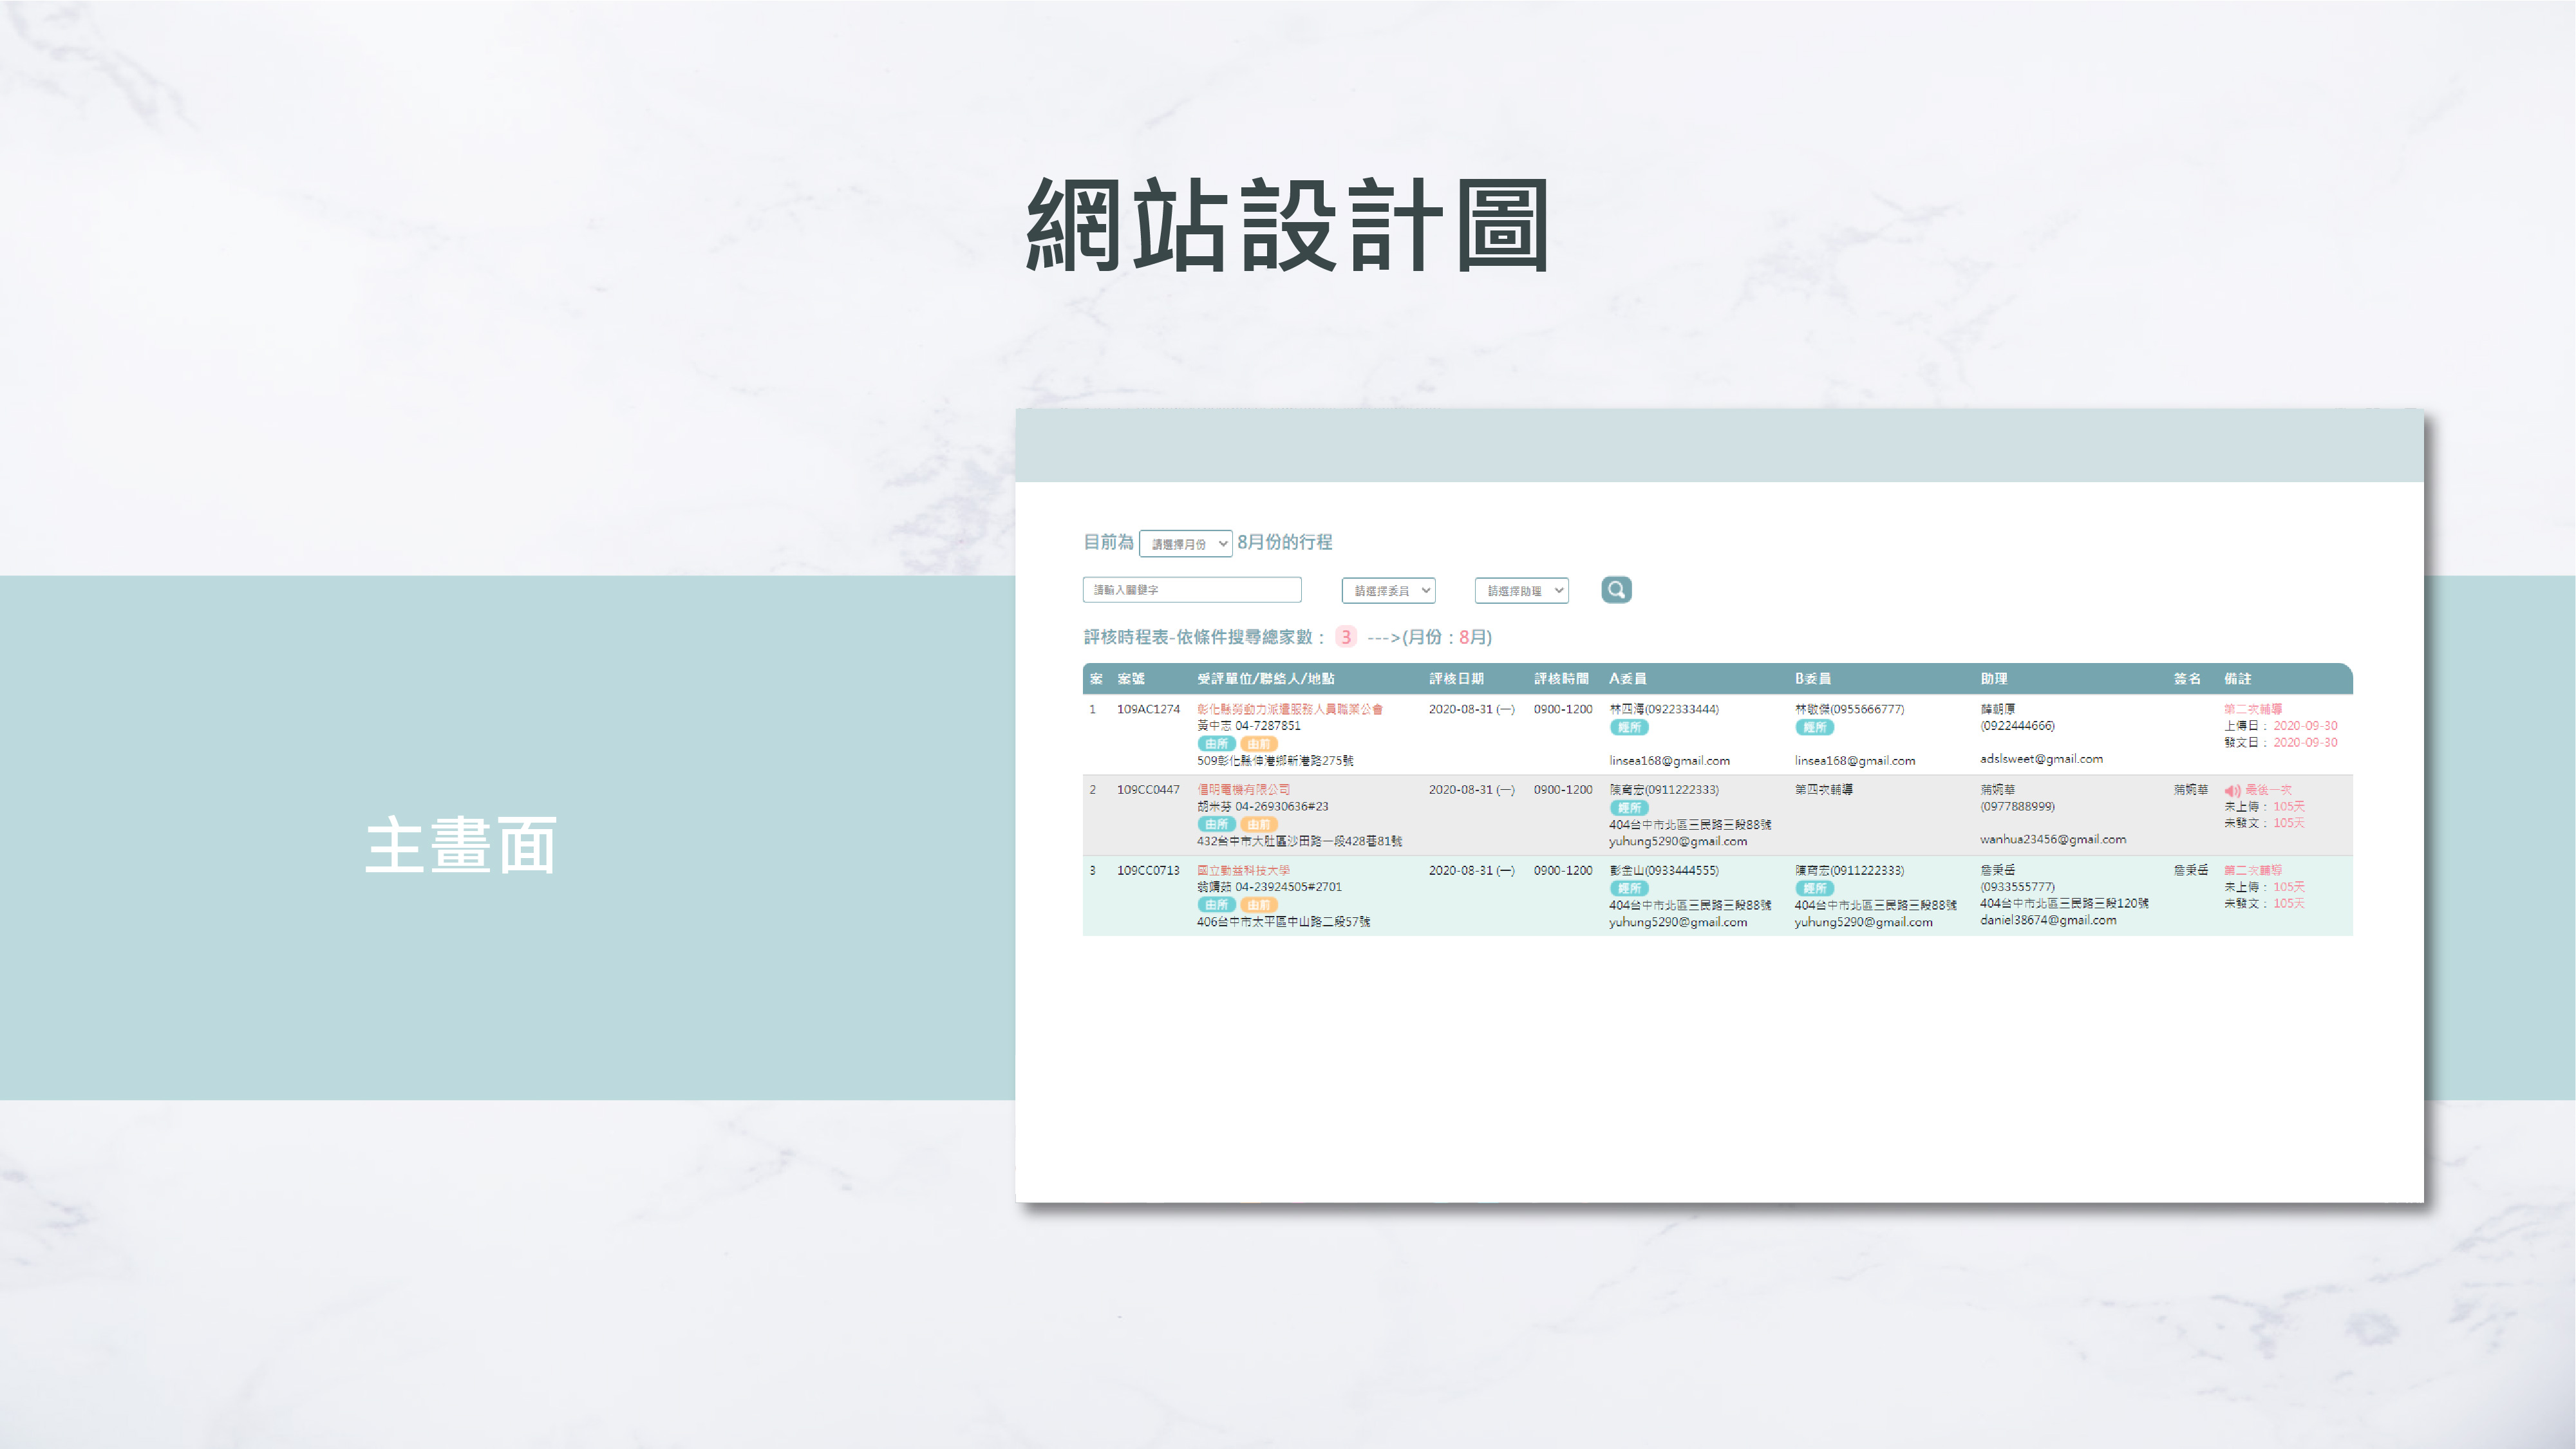 網站設計圖
主畫面
目前為 請選擇月份 8月份的行程
請輸入關鍵字 請選擇委員 請選擇助理
評核時程表-依條件搜尋總家數： 3 --->(月份：8月)
案 案號 受評單位/聯絡人/地點 評核日期 評核時間 A委員 B委員 助理 簽名 備註
1 109AC1274 彰化縣勞動力派遣服務人員職業公會 2020-08-31 (一) 0900-1200 林四海(0922333444) 林敬傑(0955666777) 薛朝原 第二次輔導
黃中志 04-7287851 經所 經所 (0922444666) 上傳日： 2020-09-30
由所 由前 發文日： 2020-09-30
509彰化縣伸港鄉新港路275號 linsea168@gmail.com linsea168@gmail.com adslsweet@gmail.com
2 109CC0447 倡明電機有限公司 2020-08-31 (一) 0900-1200 陳育宏(0911222333) 第四次輔導 蒲婉華 蒲婉華 最後一次
胡米芬 04-26930636#23 經所 (0977888999) 未上傳： 105天
由所 由前 404台中市北區三民路三段88號 未發文： 105天
432台中市大肚區沙田路一段428巷81號 yuhung5290@gmail.com wanhua23456@gmail.com
3 109CC0713 國立勤益科技大學 2020-08-31 (一) 0900-1200 彭金山(0933444555) 陳育宏(0911222333) 詹秉岳 詹秉岳 第二次輔導
翁婧茹 04-23924505#2701 經所 經所 (0933555777) 未上傳： 105天
由所 由前 404台中市北區三民路三段88號 404台中市北區三民路三段88號 404台中市北區三民路三段120號 未發文： 105天
406台中市太平區中山路二段57號 yuhung5290@gmail.com yuhung5290@gmail.com daniel38674@gmail.com